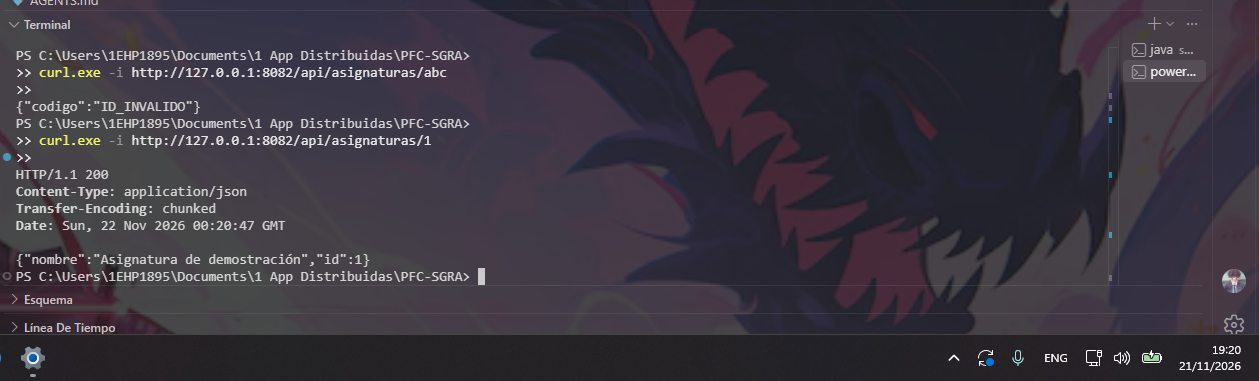 AGENTS.md
Terminal
PS C:\Users\1EHP1895\Documents\1 App Distribuidas\PFC-SGRA>
>> curl.exe -i http://127.0.0.1:8082/api/asignaturas/abc
>>
{"codigo":"ID_INVALIDO"}
PS C:\Users\1EHP1895\Documents\1 App Distribuidas\PFC-SGRA>
>> curl.exe -i http://127.0.0.1:8082/api/asignaturas/1
>>
HTTP/1.1 200
Content-Type: application/json
Transfer-Encoding: chunked
Date: Sun, 22 Nov 2026 00:20:47 GMT
{"nombre":"Asignatura de demostración","id":1}
PS C:\Users\1EHP1895\Documents\1 App Distribuidas\PFC-SGRA>
java s...
power...
Esquema
Línea De Tiempo
ENG
19:20
21/11/2026